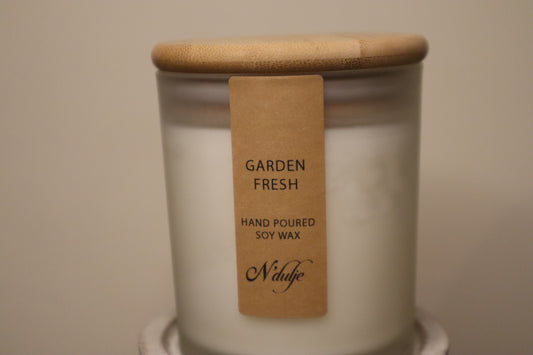 GARDEN
FRESH
HAND POURED
SOY WAX
N'dulje